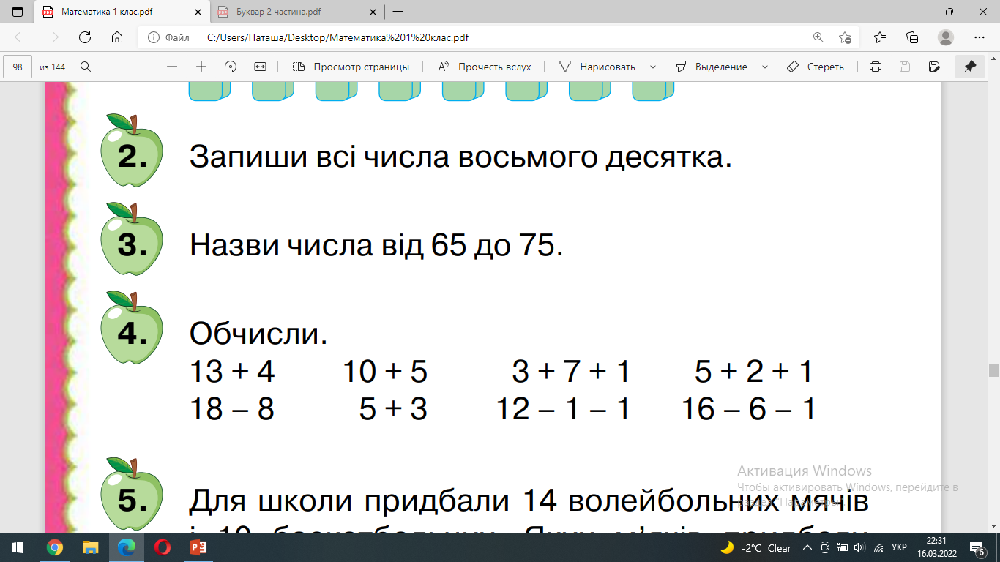 Математика 1 клас.pdf
Буквар 2 частина.pdf
Файл
C:/Users/Наташа/Desktop/Математика%201%20клас.pdf
98 из 144
Просмотр страницы
Прочесть вслух
Нарисовать
Выделение
Стереть
2. Запиши всі числа восьмого десятка.
3. Назви числа від 65 до 75.
4. Обчисли.
13 + 4 10 + 5 3 + 7 + 1 5 + 2 + 1
18 – 8 5 + 3 12 – 1 – 1 16 – 6 – 1
Активация Windows
Чтобы активировать Windows, перейдите в
раздел "Параметры".
5. Для школи придбали 14 волейбольних мячів
-2°C Clear
УКР
22:31
16.03.2022
6